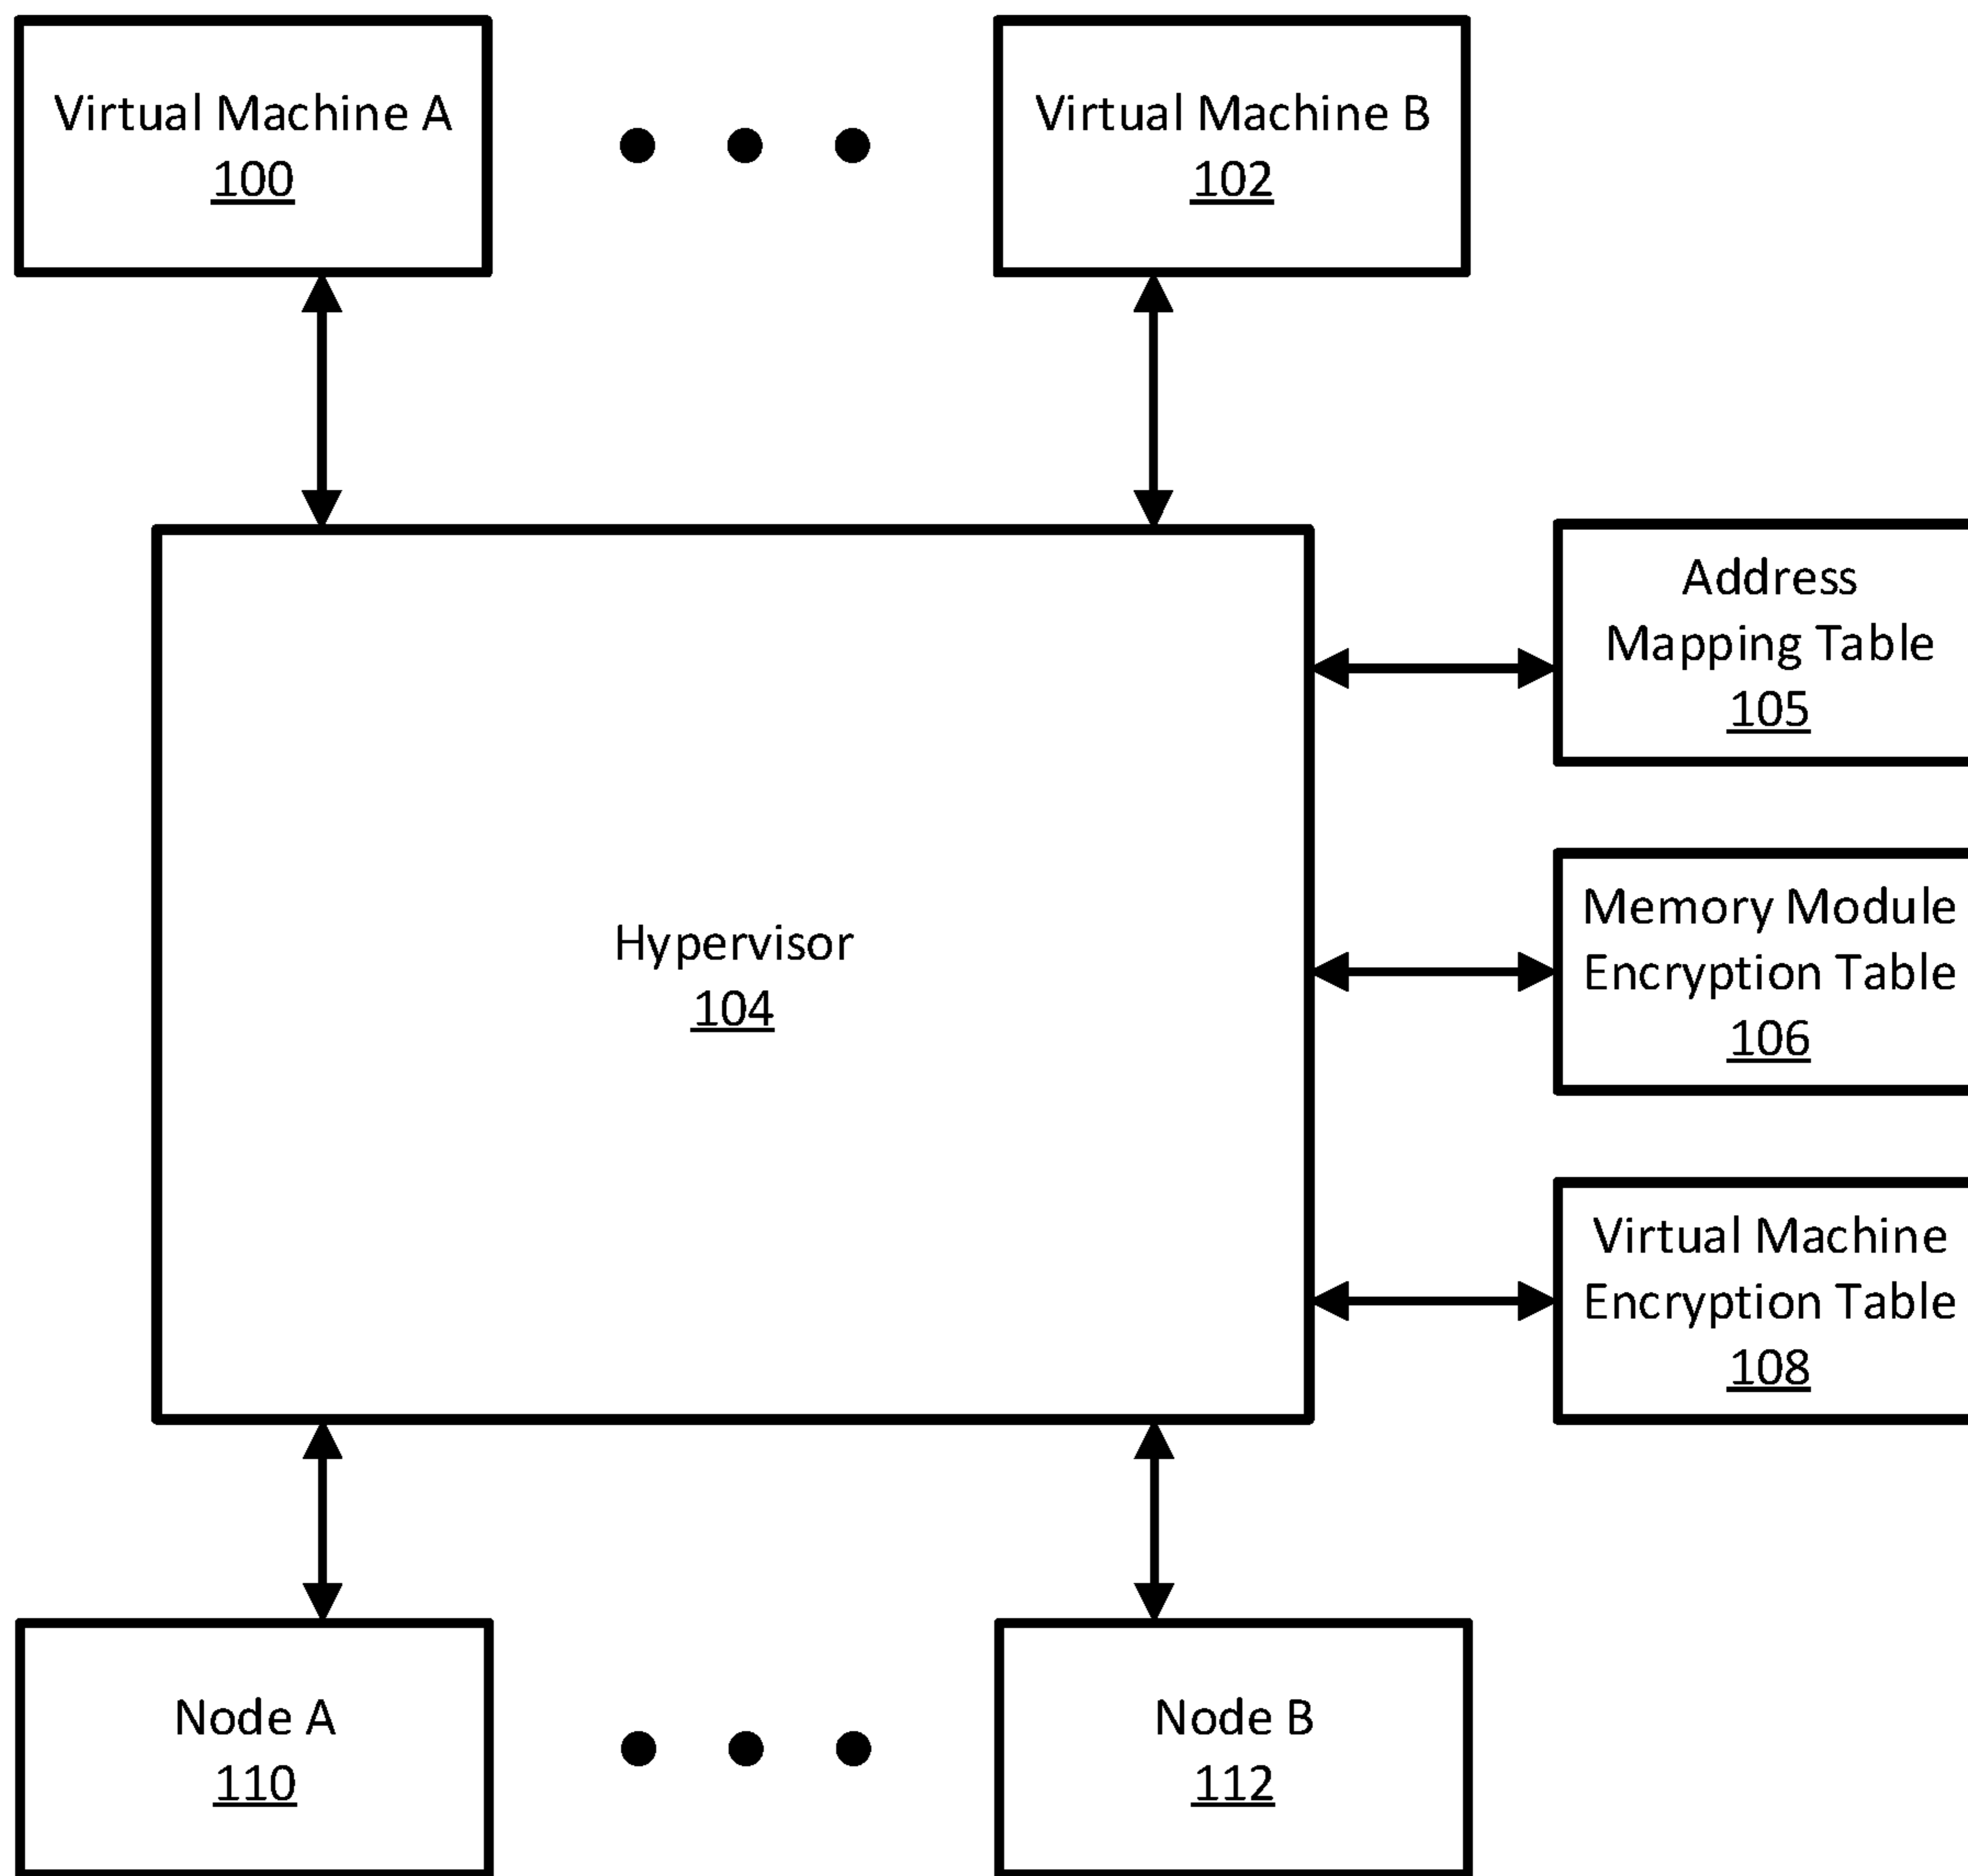 Virtual Machine A
100
Virtual Machine B
102
Hypervisor
104
Address
Mapping Table
105
Memory Module
Encryption Table
106
Virtual Machine
Encryption Table
108
Node A
110
Node B
112